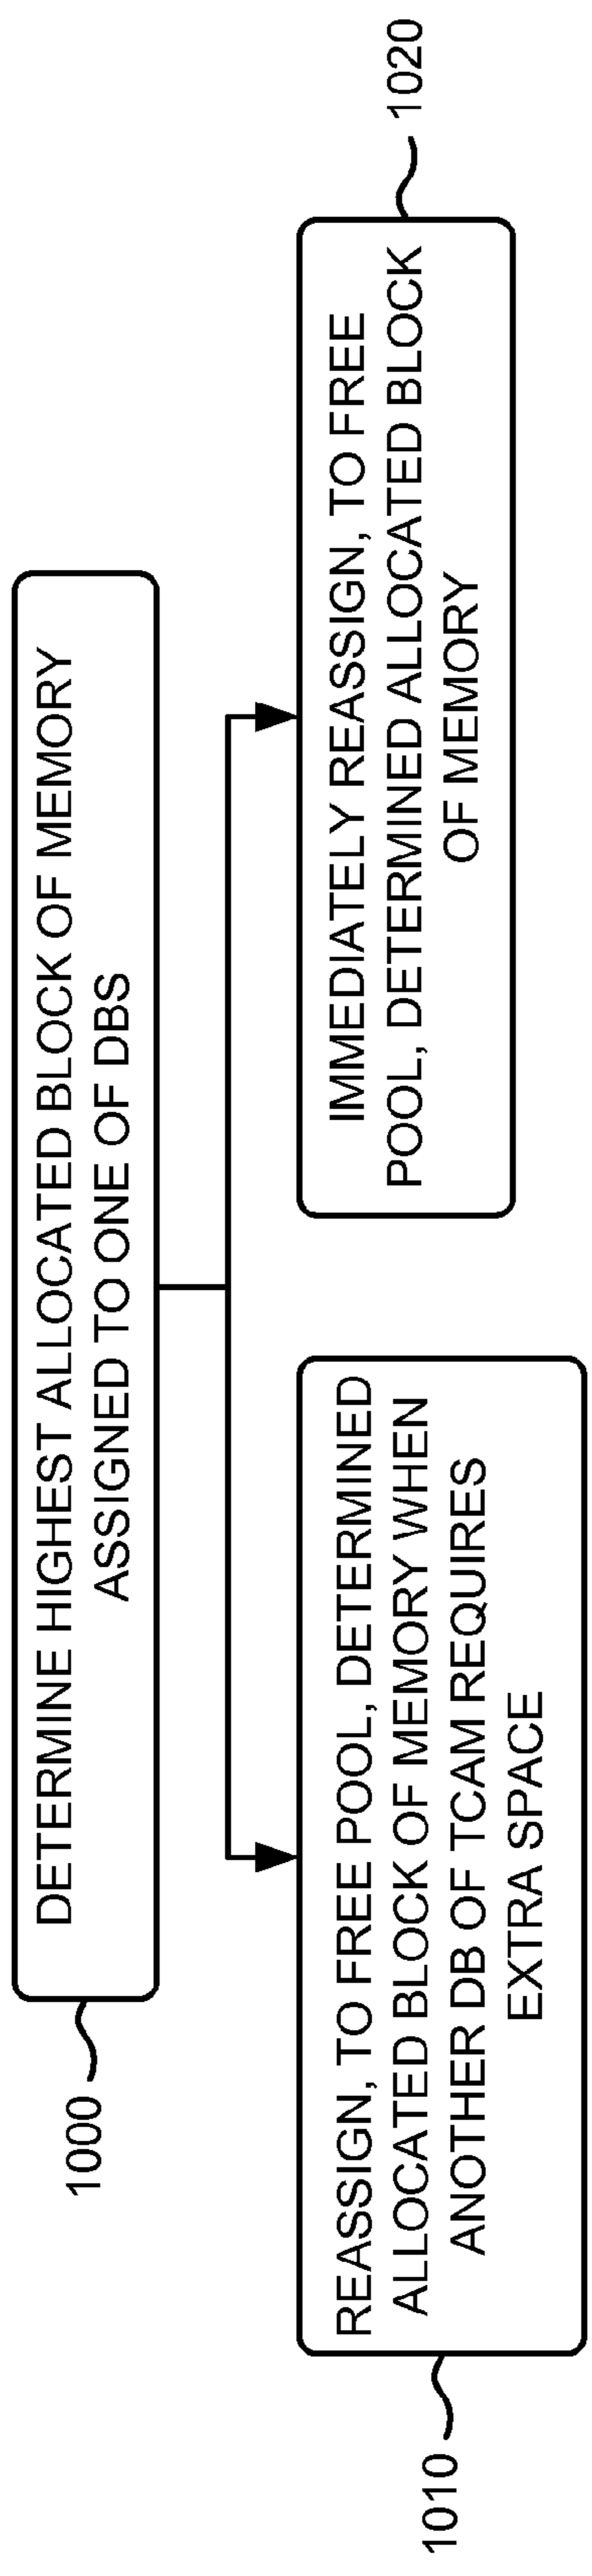 DETERMINE HIGHEST ALLOCATED BLOCK OF MEMORY
ASSIGNED TO ONE OF DBS
1000
REASSIGN, TO FREE POOL, DETERMINED
ALLOCATED BLOCK OF MEMORY WHEN
ANOTHER DB OF TCAM REQUIRES
EXTRA SPACE
1010
IMMEDIATELY REASSIGN, TO FREE
POOL, DETERMINED ALLOCATED BLOCK
OF MEMORY
1020